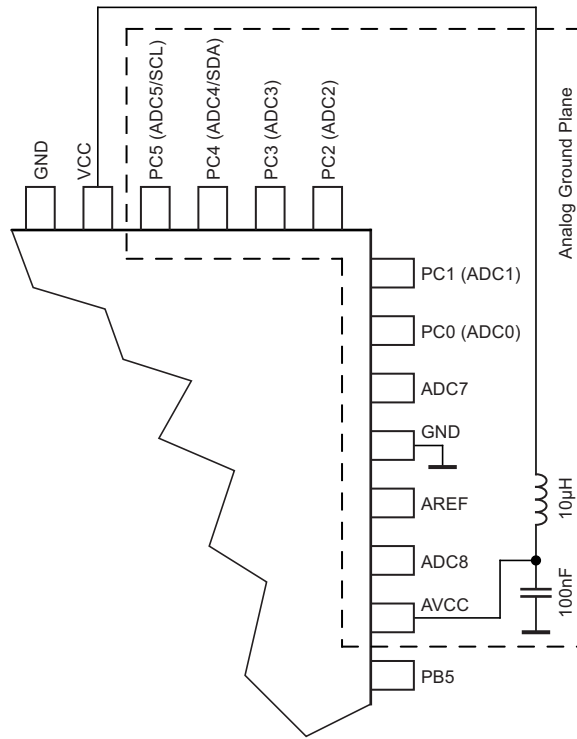 GND
VCC
PC5 (ADC5/SCL)
PC4 (ADC4/SDA)
PC3 (ADC3)
PC2 (ADC2)
Analog Ground Plane
PC1 (ADC1)
PC0 (ADC0)
ADC7
GND
AREF
ADC8
AVCC
PB5
10µH
100nF